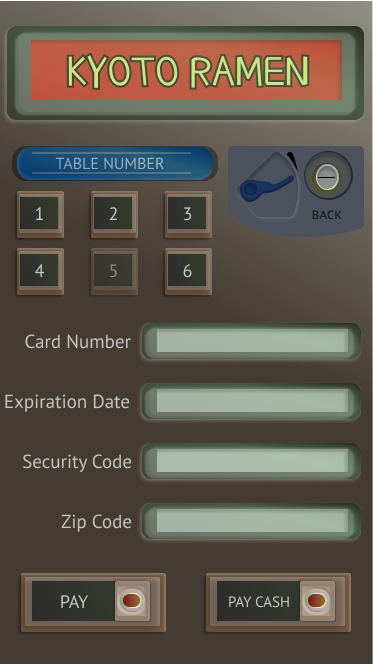 KYOTO RAMEN
TABLE NUMBER
1 2 3
BACK
4 5 6
Card Number
Expiration Date
Security Code
Zip Code
PAY PAY CASH